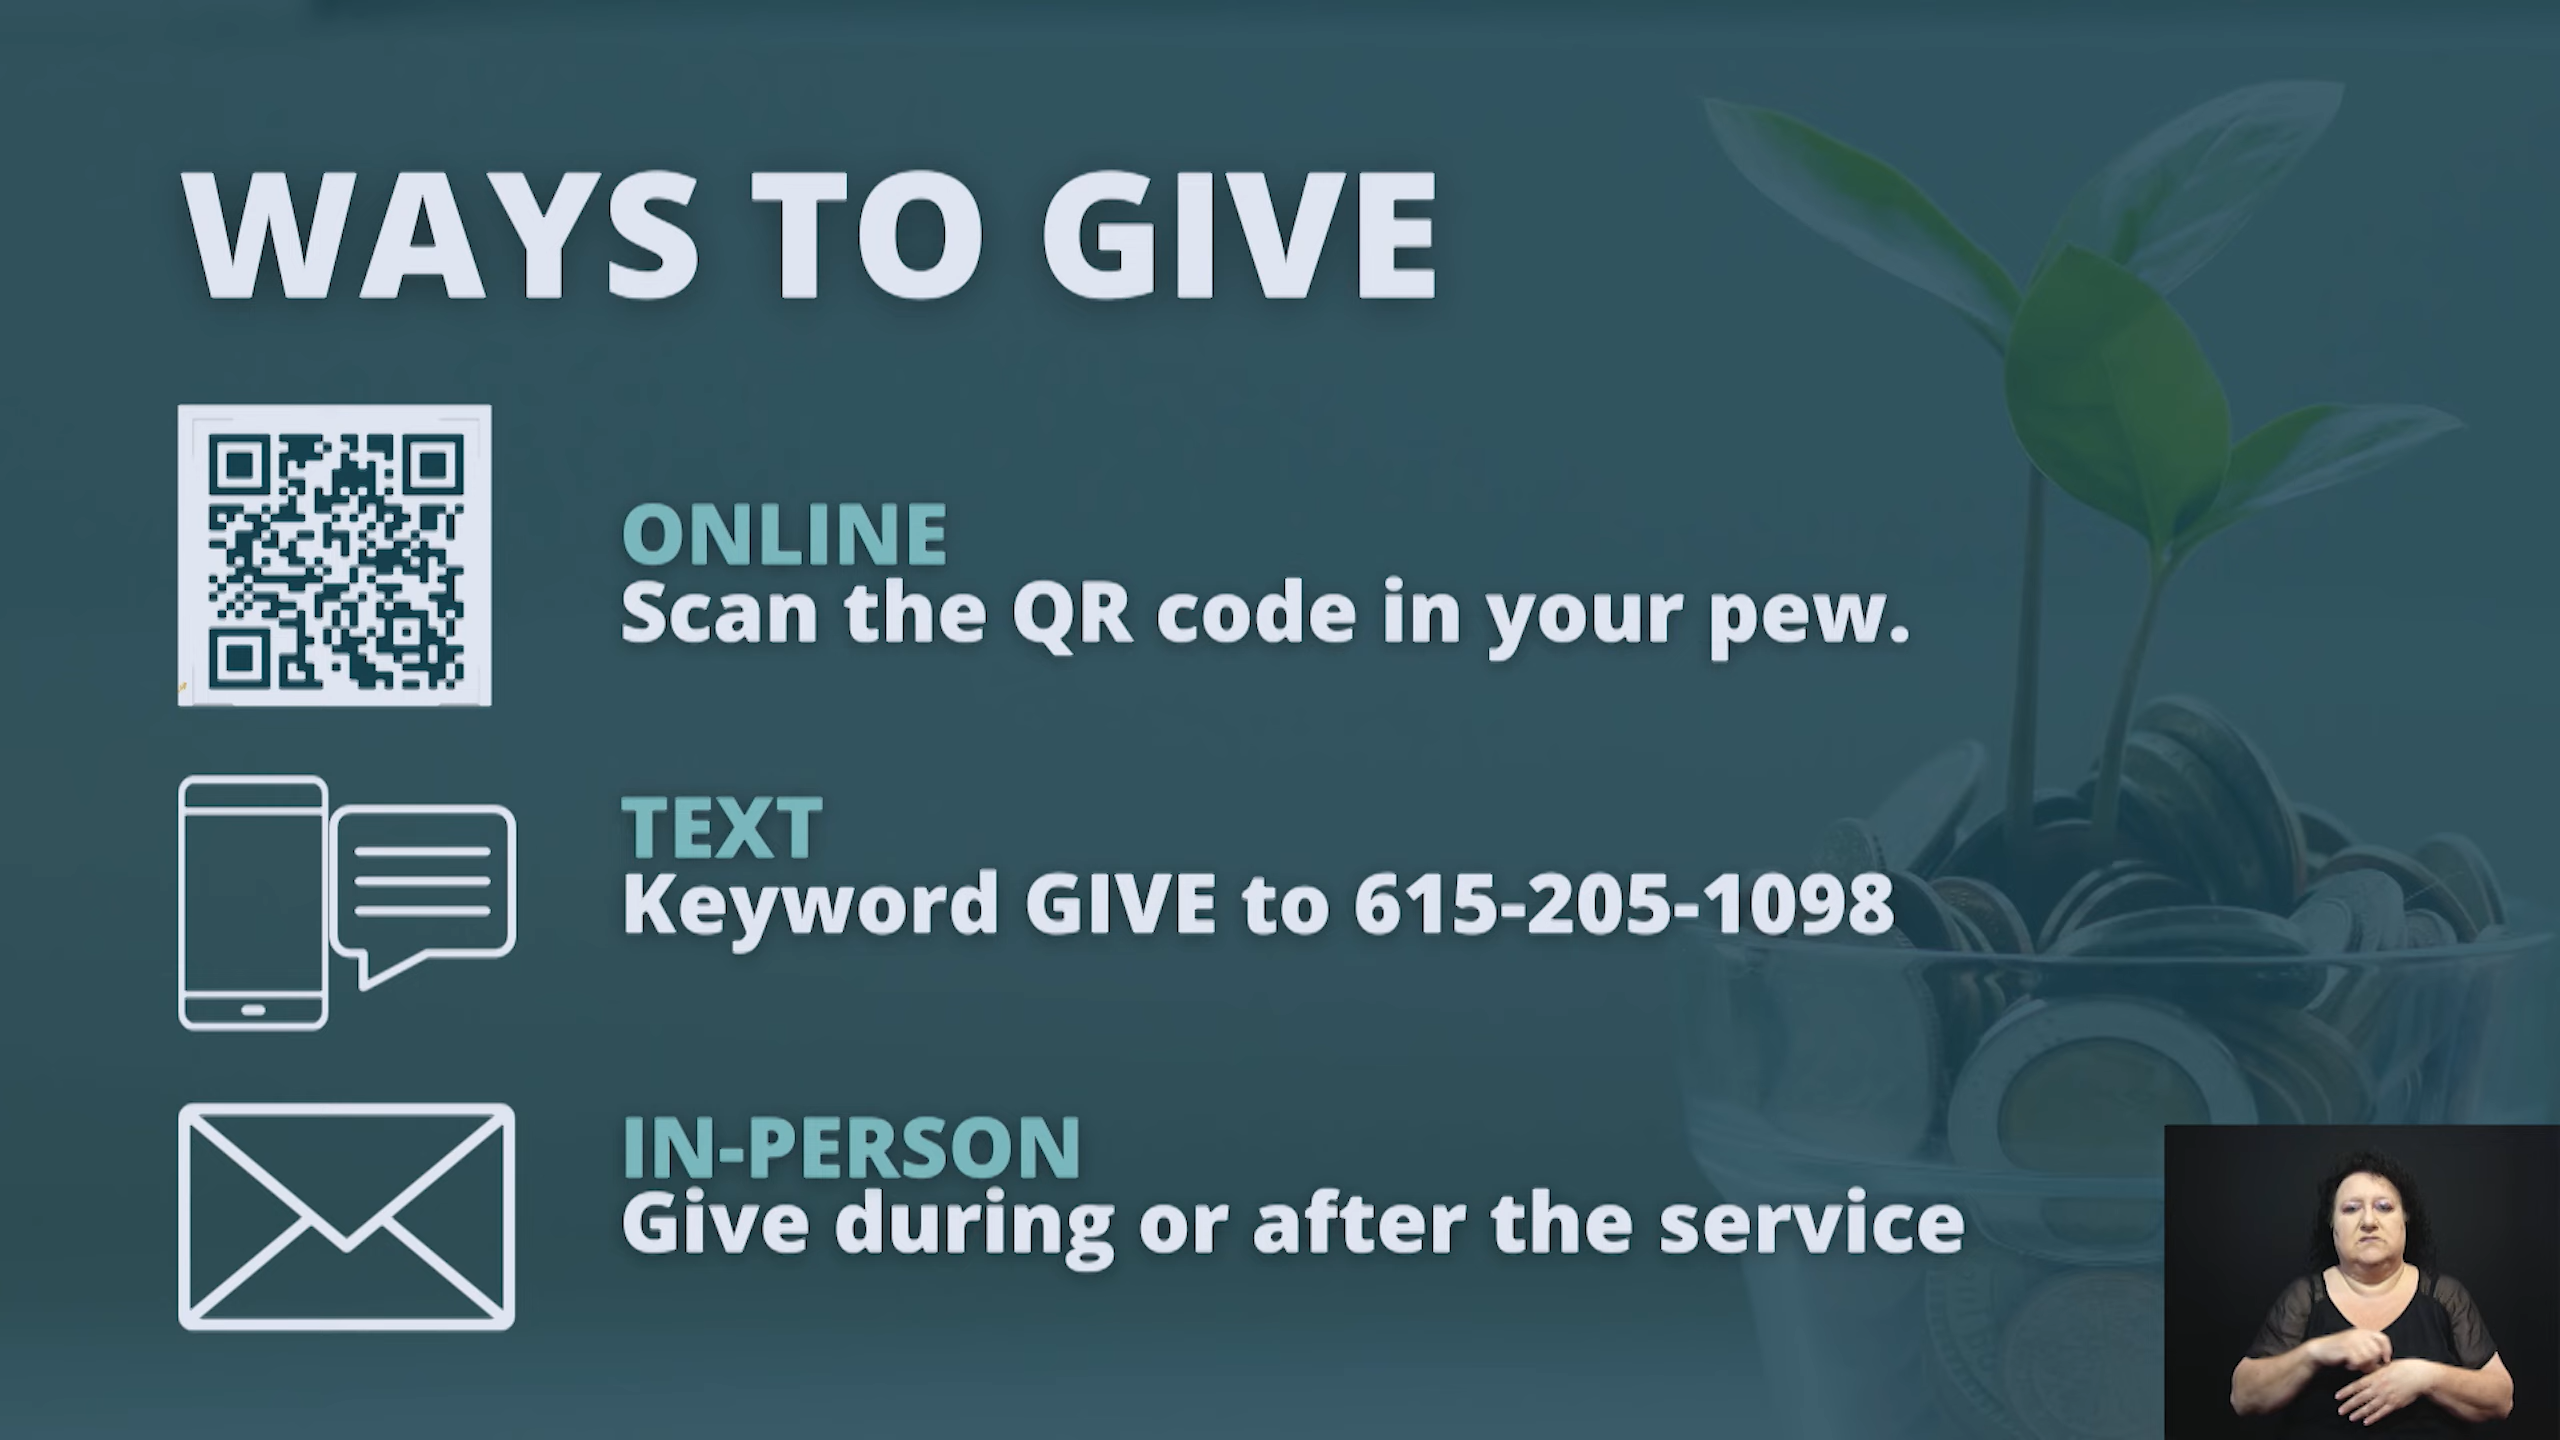 WAYS TO GIVE
ONLINE
Scan the QR code in your pew.
TEXT
Keyword GIVE to 615-205-1098
IN-PERSON
Give during or after the service